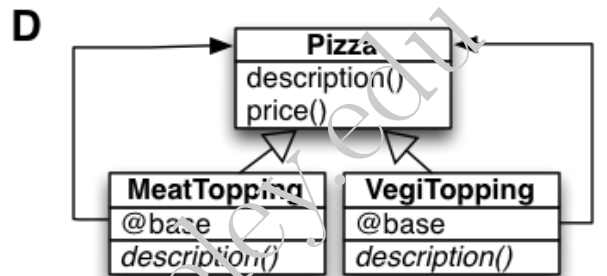 D
Pizza
description()
price()
MeatTopping
@base
description()
VegiTopping
@base
description()